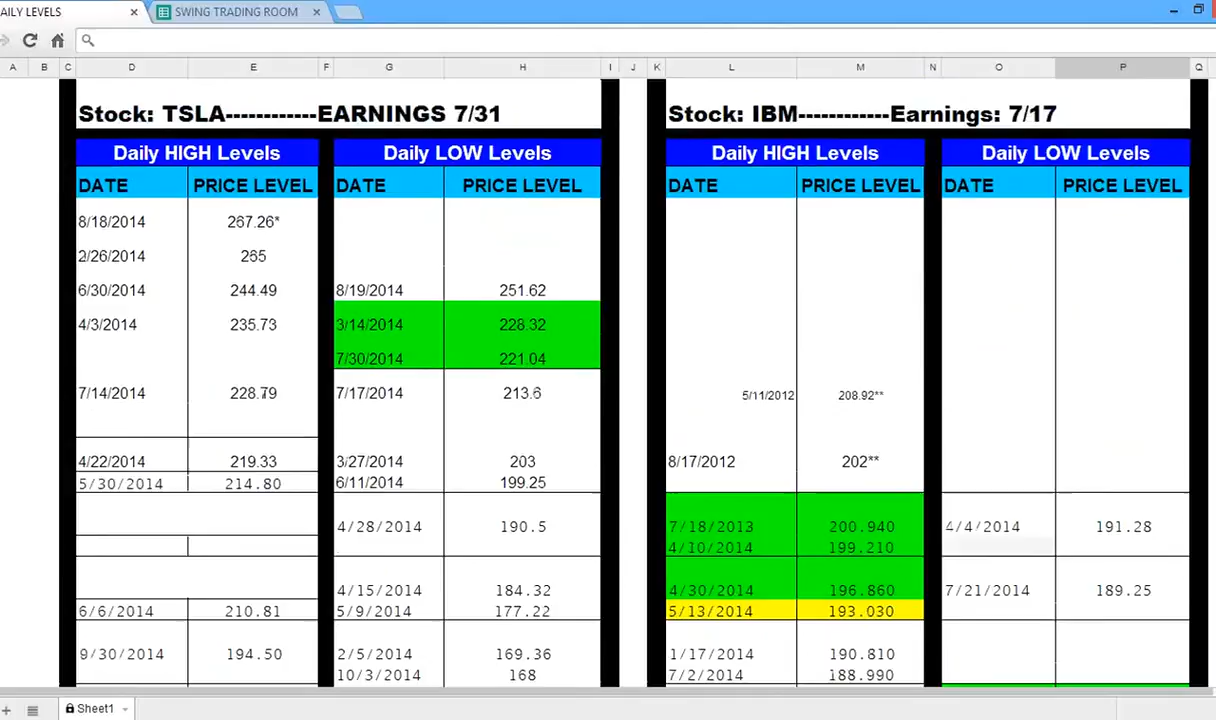 AILY LEVELS × SWING TRADING ROOM ×
A B C D E F G H I J K L M N O P Q
Stock: TSLA------------EARNINGS 7/31 Stock: IBM---------Earnings: 7/17
Daily HIGH Levels Daily LOW Levels Daily HIGH Levels Daily LOW Levels
DATE PRICE LEVEL DATE PRICE LEVEL DATE PRICE LEVEL DATE PRICE LEVEL
8/18/2014 267.26*
2/26/2014 265
6/30/2014 244.49 8/19/2014 251.62
4/3/2014 235.73 3/14/2014 228.32
7/30/2014 221.04
7/14/2014 228.79 7/17/2014 213.6 5/11/2012 208.92**
4/22/2014 219.33 3/27/2014 203 8/17/2012 202**
5/30/2014 214.80 6/11/2014 199.25
4/28/2014 190.5 7/18/2013 200.940 4/4/2014 191.28
4/10/2014 199.210
4/15/2014 184.32 4/30/2014 196.860 7/21/2014 189.25
6/6/2014 210.81 5/9/2014 177.22 5/13/2014 193.030
9/30/2014 194.50 2/5/2014 169.36 1/17/2014 190.810
10/3/2014 168 7/2/2014 188.990
+ Sheet1